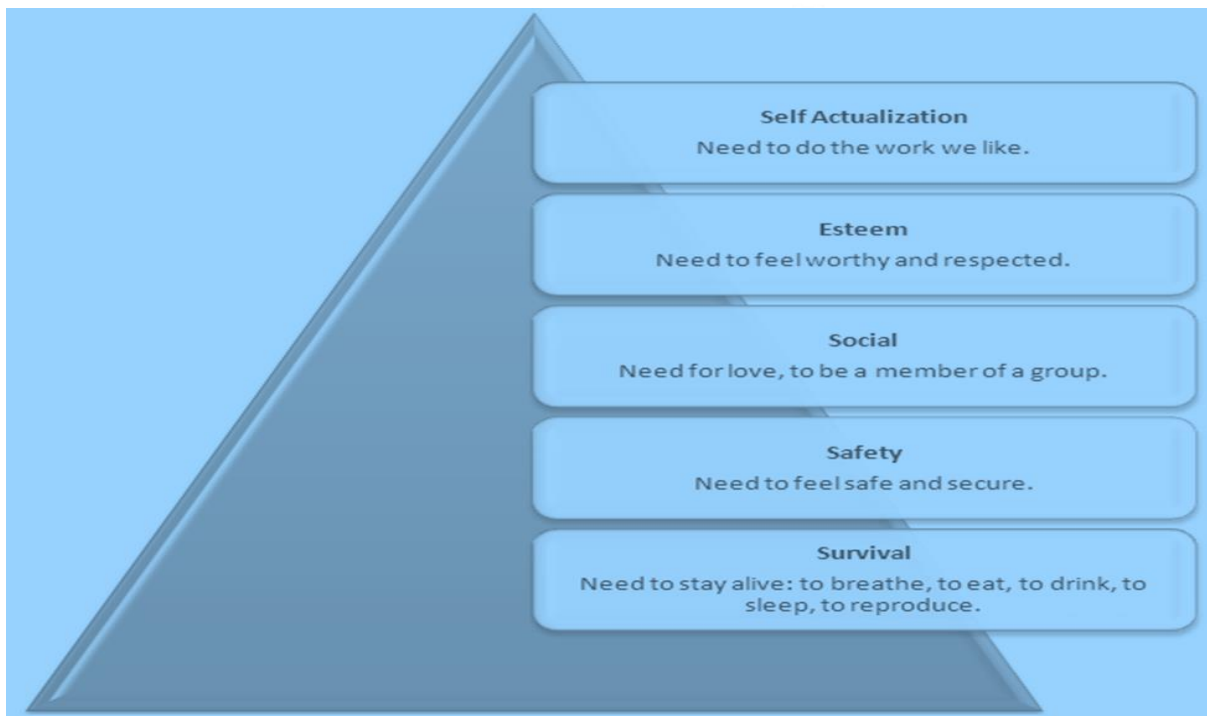 Self Actualization
Need to do the work we like.
Esteem
Need to feel worthy and respected.
Social
Need for love, to be a member of a group.
Safety
Need to feel safe and secure.
Survival
Need to stay alive: to breathe, to eat, to drink, to
sleep, to reproduce.